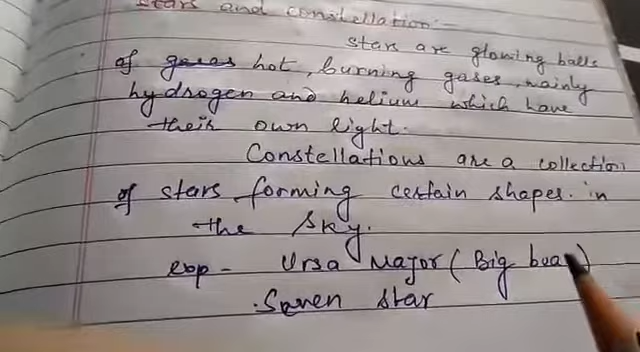 Stars and constellation:-
Stars are glowing balls
of gases hot, burning gases, mainly
hydrogen and helium which have
their own light.
Constellations are a collection
of stars forming certain shapes. in
the sky.
exp - Ursa Major (Big bear)
Seven star